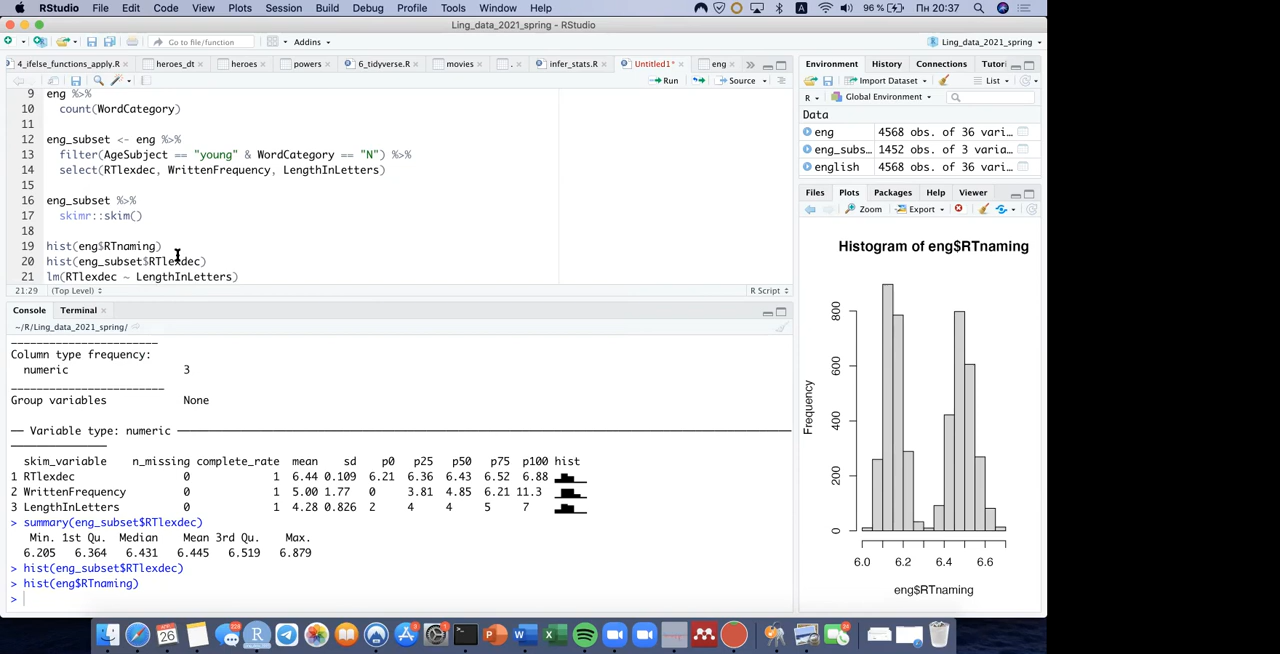 RStudio File Edit Code View Plots Session Build Debug Profile Tools Window Help 96 % Пн 20:37
Ling_data_2021_spring - RStudio
Go to file/function Addins Ling_data_2021_spring
4_ifelse_functions_apply.R heroes_dt heroes powers 6_tidyverse.R movies . infer_stats.R Untitled1* eng
Run Source
9 eng %>%
10 count(WordCategory)
11
12 eng_subset <- eng %>%
13 filter(AgeSubject == "young" & WordCategory == "N") %>%
14 select(RTlexdec, WrittenFrequency, LengthInLetters)
15
16 eng_subset %>%
17 skimr::skim()
18
19 hist(eng$RTnaming)
20 hist(eng_subset$RTlexdec)
21 lm(RTlexdec ~ LengthInLetters)
21:29 (Top Level) R Script
Console Terminal
~/R/Ling_data_2021_spring/
________________________
Column type frequency:
numeric 3
________________________
Group variables None
── Variable type: numeric ──
skim_variable n_missing complete_rate mean sd p0 p25 p50 p75 p100 hist
1 RTlexdec 0 1 6.44 0.109 6.21 6.36 6.43 6.52 6.88
2 WrittenFrequency 0 1 5.00 1.77 0 3.81 4.85 6.21 11.3
3 LengthInLetters 0 1 4.28 0.826 2 4 4 5 7
> summary(eng_subset$RTlexdec)
Min. 1st Qu. Median Mean 3rd Qu. Max.
6.205 6.364 6.431 6.445 6.519 6.879
> hist(eng_subset$RTlexdec)
> hist(eng$RTnaming)
>
Environment History Connections Tutori
Import Dataset List
R Global Environment
Data
eng 4568 obs. of 36 vari…
eng_subs… 1452 obs. of 3 varia…
english 4568 obs. of 36 vari…
Files Plots Packages Help Viewer
Zoom Export
Histogram of eng$RTnaming
Frequency
800
600
400
200
0
6.0 6.2 6.4 6.6
eng$RTnaming